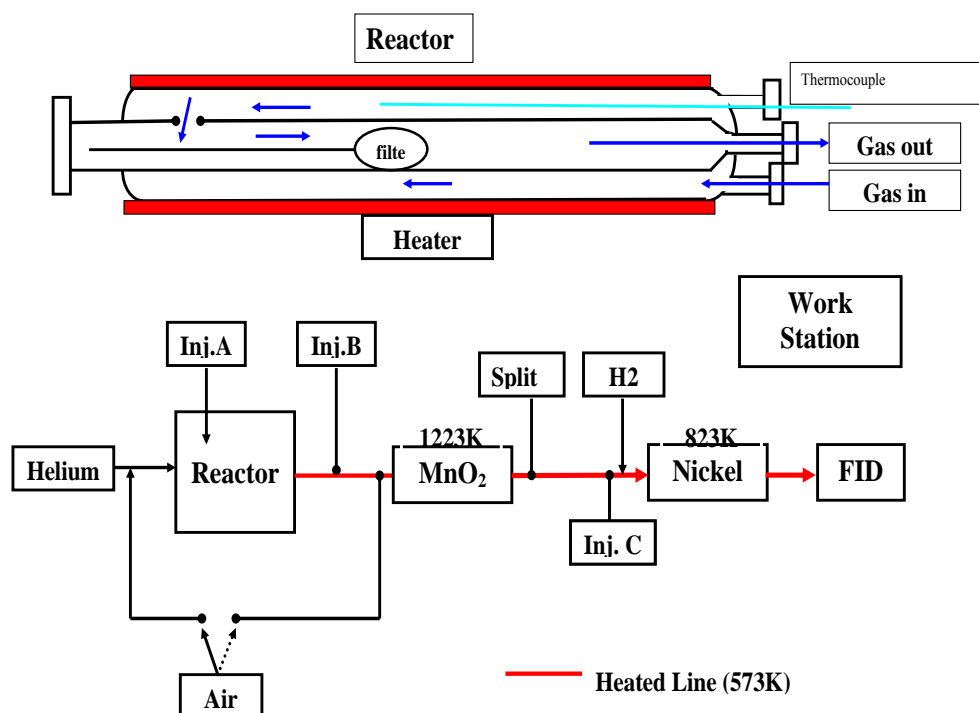 Reactor
Thermocouple
filte
Gas out
Gas in
Heater
Work
Station
Inj.A
Inj.B
Split
H2
1223K
823K
Helium
Reactor
MnO₂
Nickel
FID
Inj. C
Air
Heated Line (573K)